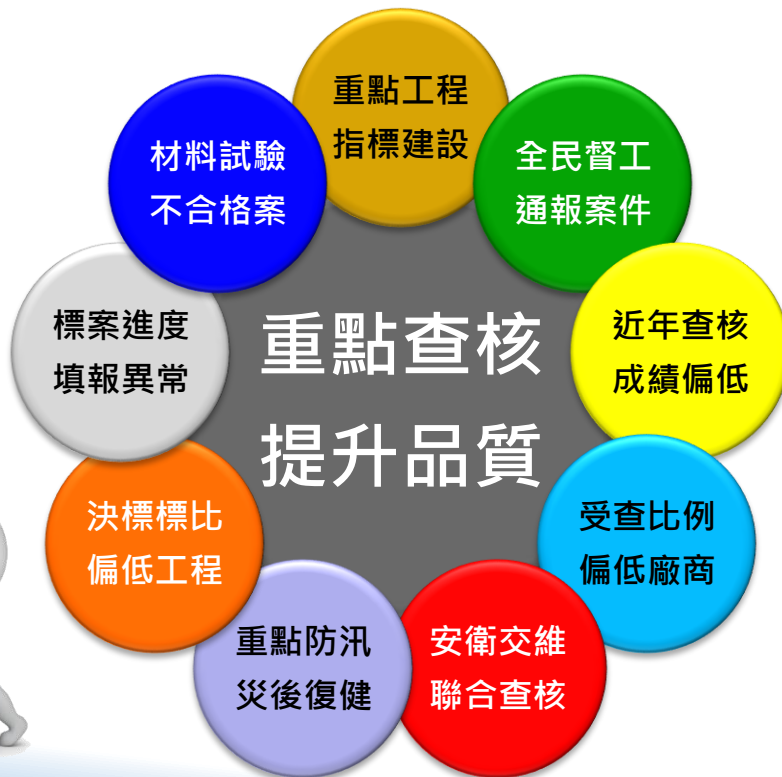 重點工程
指標建設
全民督工
通報案件
近年查核
成績偏低
受查比例
偏低廠商
安衛交維
聯合查核
重點防汛
災後復健
決標標比
偏低工程
標案進度
填報異常
材料試驗
不合格案
重點查核
提升品質